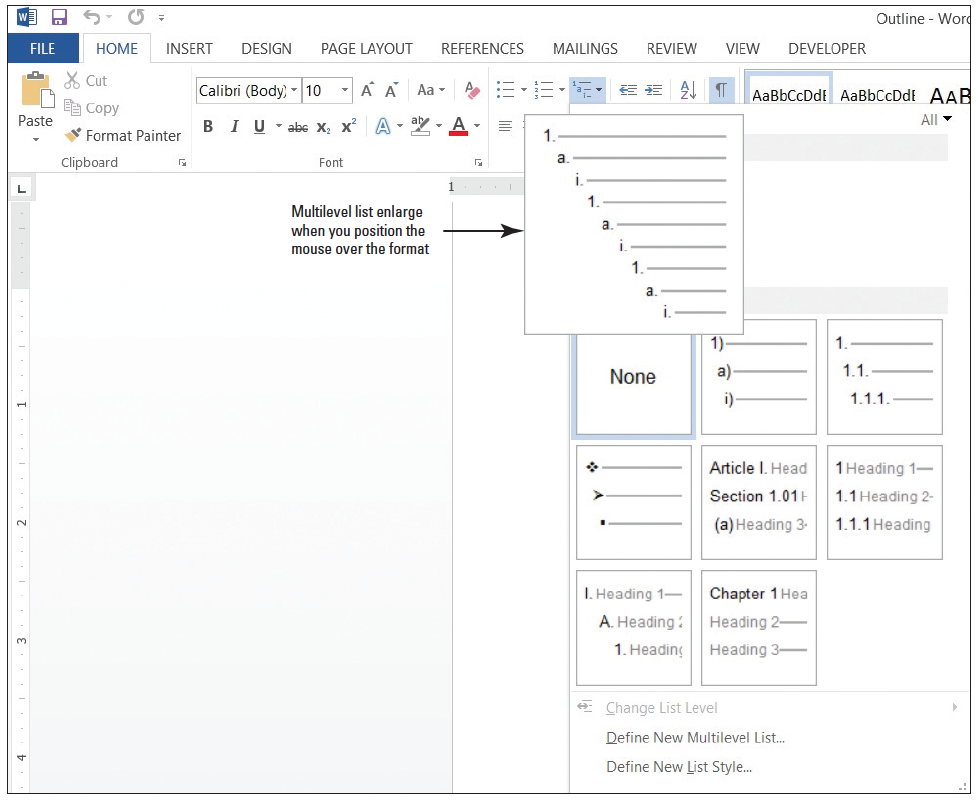 Outline - Word
FILE HOME INSERT DESIGN PAGE LAYOUT REFERENCES MAILINGS REVIEW VIEW DEVELOPER
Cut
Copy
Paste
Format Painter
Clipboard
Calibri (Body) 10 A A Aa
B I U abc X₂ X² A ab A
Font
AaBbCcDdE AaBbCcDdE AaB
All
1
Multilevel list enlarge
when you position the
mouse over the format
1.
a.
i.
1.
a.
i.
1.
a.
i.
None
1)
a)
i)
1.
1.1.
1.1.1.
Article I. Head
Section 1.01 H
(a) Heading 3
1 Heading 1
1.1 Heading 2
1.1.1 Heading
I. Heading 1
A. Heading 2
1. Heading
Chapter 1 Hea
Heading 2
Heading 3
Change List Level
Define New Multilevel List...
Define New List Style...
1
2
3
4